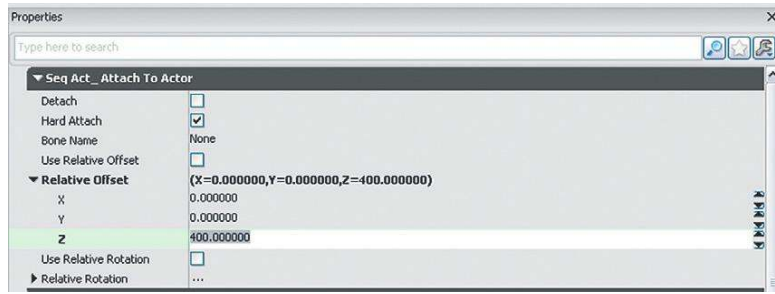 Properties
Type here to search
Seq Act_ Attach To Actor
Detach
Hard Attach
Bone Name None
Use Relative Offset
Relative Offset (X=0.000000,Y=0.000000,Z=400.000000)
X 0.000000
Y 0.000000
Z 400.000000
Use Relative Rotation
Relative Rotation ...